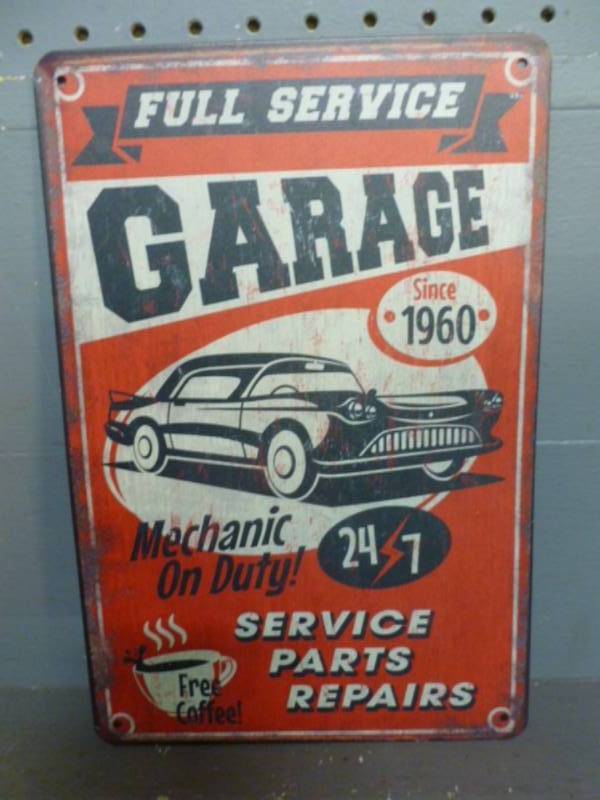 FULL SERVICE
GARAGE
Since
1960
Mechanic
On Duty!
24 7
SERVICE
PARTS
REPAIRS
Free
Coffee!